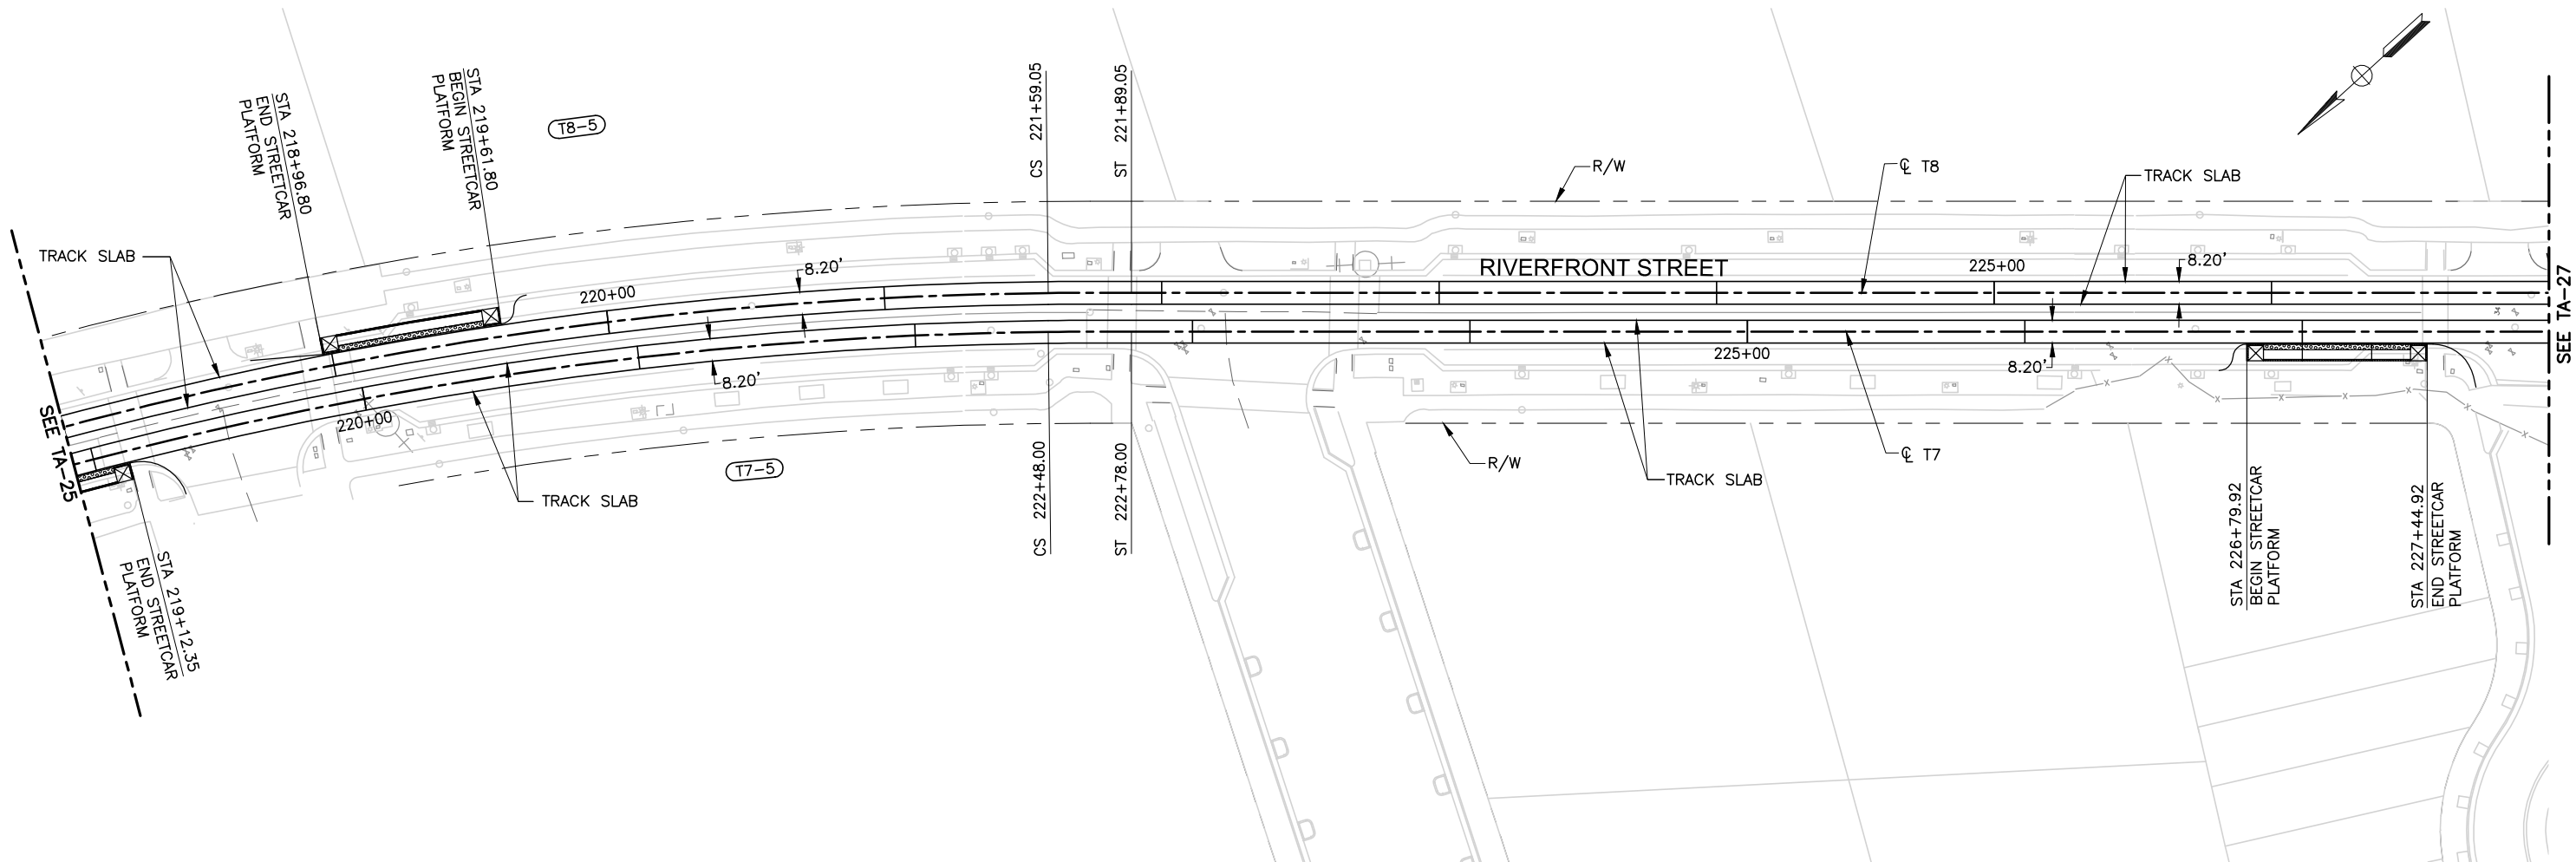 STA 218+96.80
END STREETCAR
PLATFORM
STA 219+61.80
BEGIN STREETCAR
PLATFORM
T8-5
CS 221+59.05
ST 221+89.05
R/W
℄ T8
TRACK SLAB
TRACK SLAB
8.20'
220+00
RIVERFRONT STREET
225+00
8.20'
SEE TA-27
SEE TA-25
220+00
8.20'
225+00
8.20'
T7-5
TRACK SLAB
CS 222+48.00
ST 222+78.00
R/W
TRACK SLAB
℄ T7
STA 219+12.35
END STREETCAR
PLATFORM
STA 226+79.92
BEGIN STREETCAR
PLATFORM
STA 227+44.92
END STREETCAR
PLATFORM